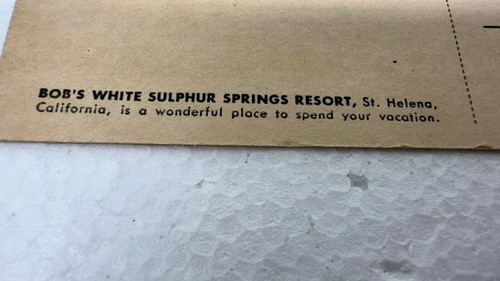 BOB'S WHITE SULPHUR SPRINGS RESORT, St. Helena,
California, is a wonderful place to spend your vacation.